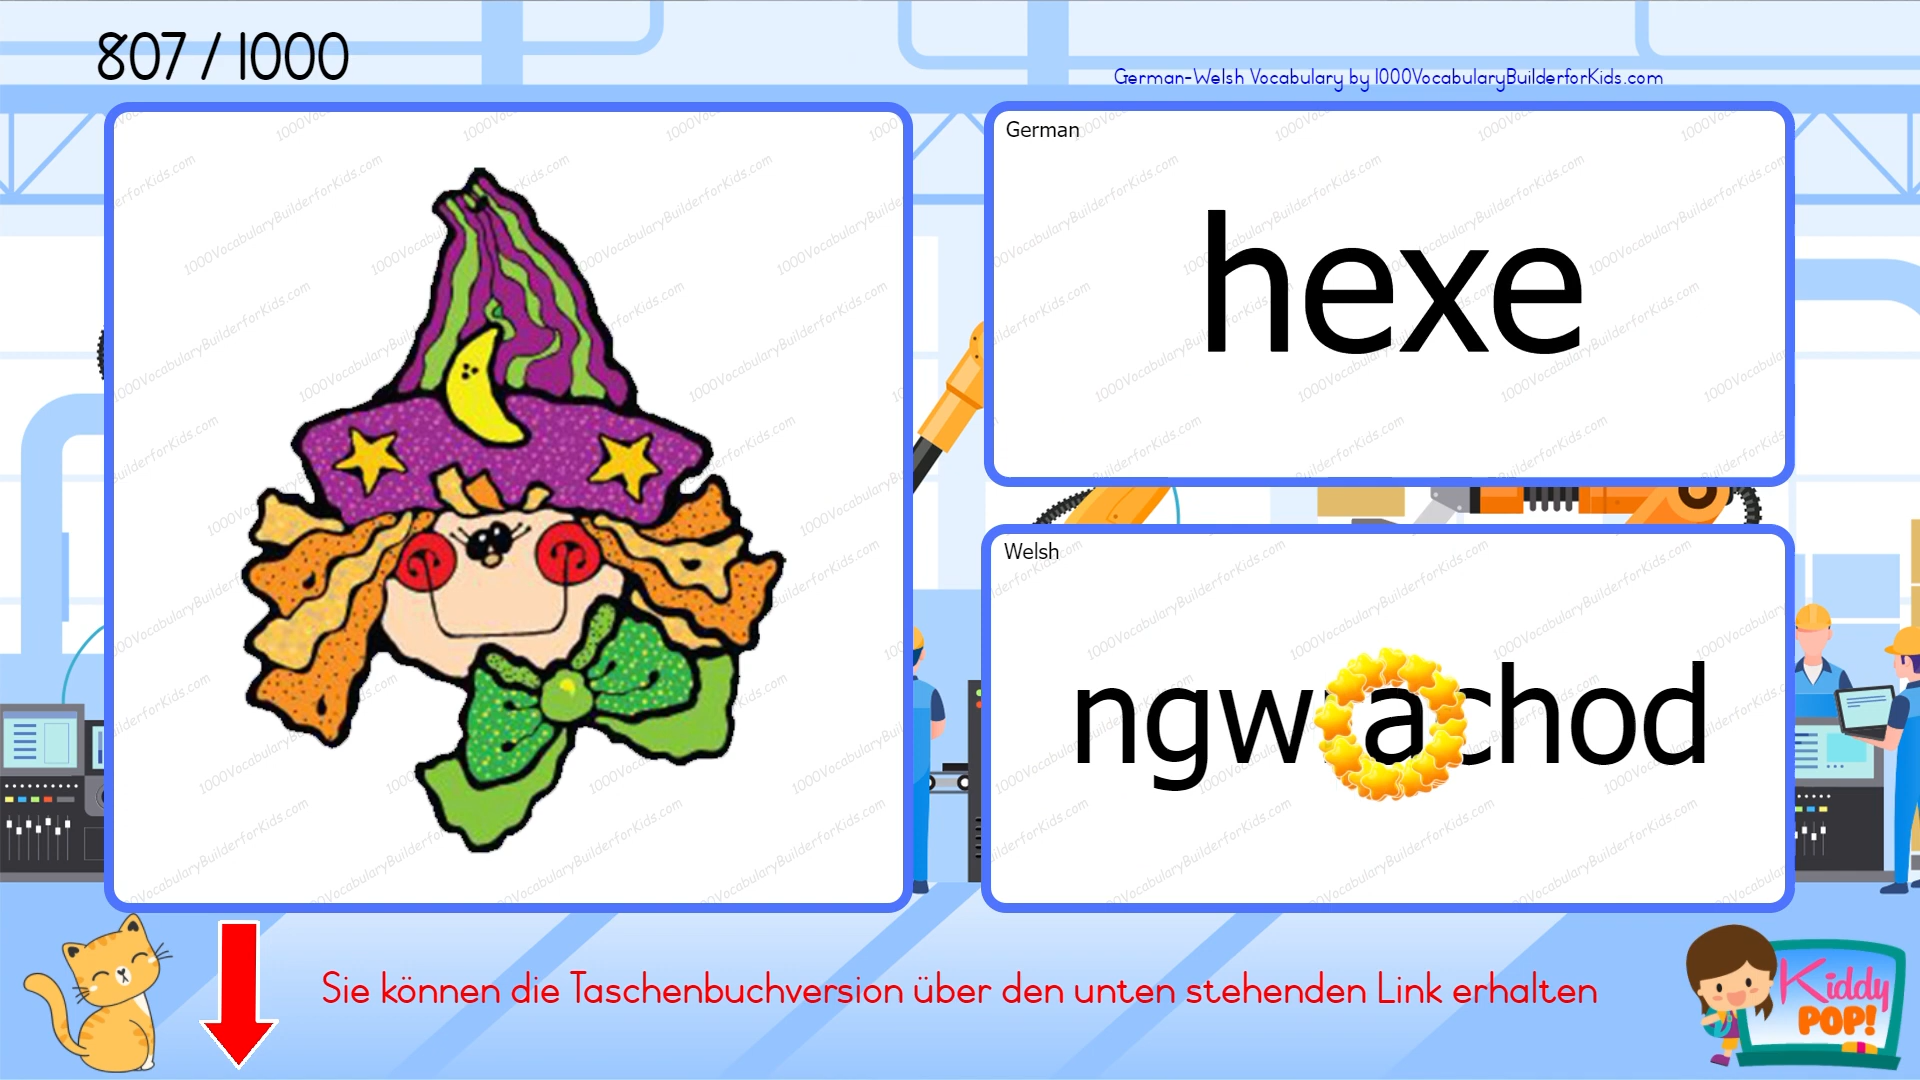 807 / 1000
German-Welsh Vocabulary by 1000VocabularyBuilderforKids.com
German
hexe
Welsh
Sie können die Taschenbuchversion über den unten stehenden Link erhalten
Kiddy
POP!